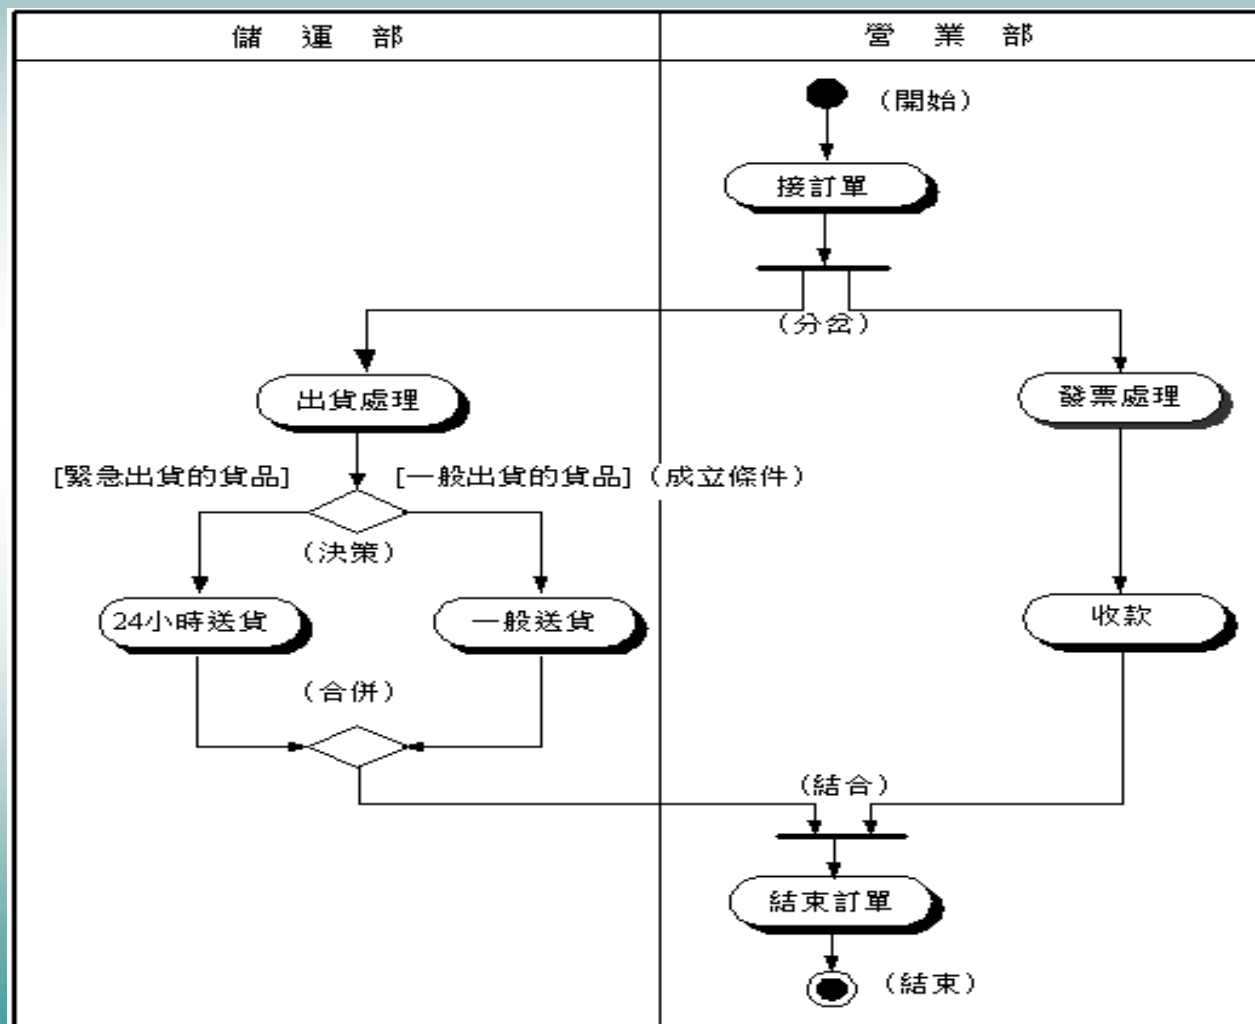 儲 運 部
營 業 部
(開始)
接訂單
(分岔)
出貨處理
發票處理
[緊急出貨的貨品]
[一般出貨的貨品] (成立條件)
(決策)
24小時送貨
一般送貨
收款
(合併)
(結合)
結束訂單
(結束)